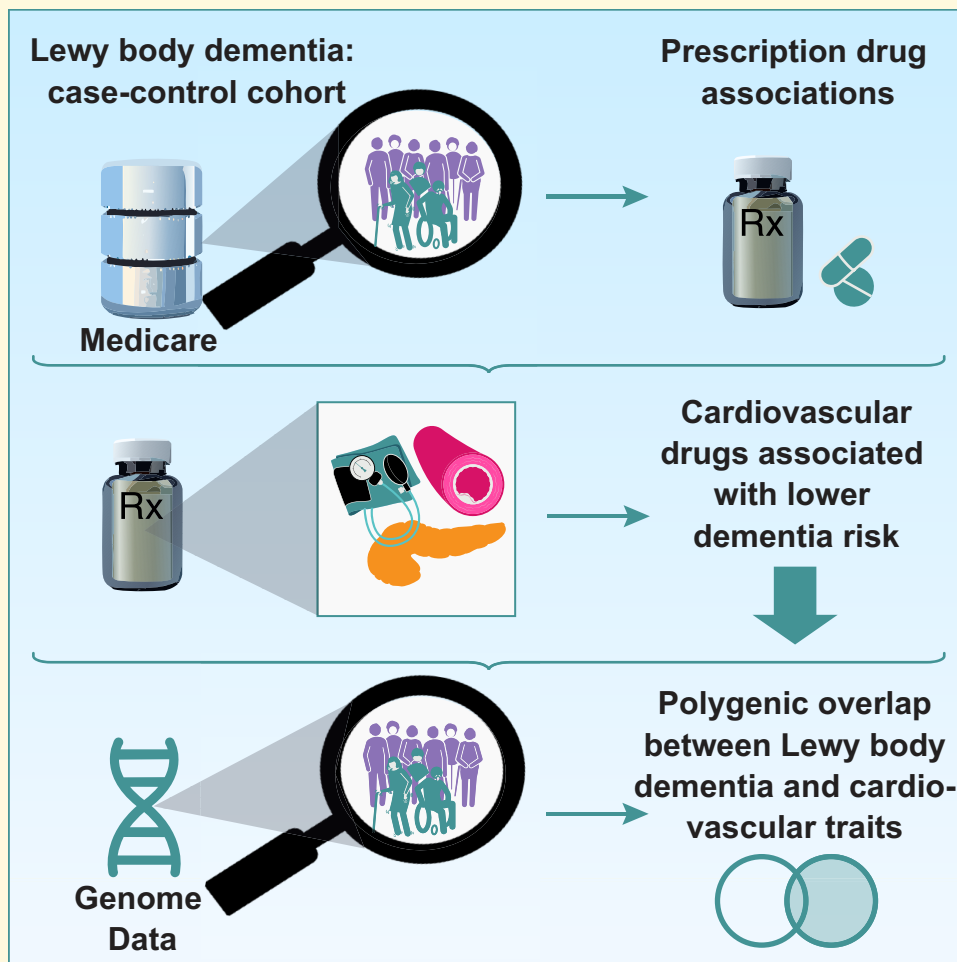 Lewy body dementia:
case-control cohort
Prescription drug
associations
Rx
Medicare
Rx
Cardiovascular
drugs associated
with lower
dementia risk
Genome
Data
Polygenic overlap
between Lewy body
dementia and cardio-
vascular traits